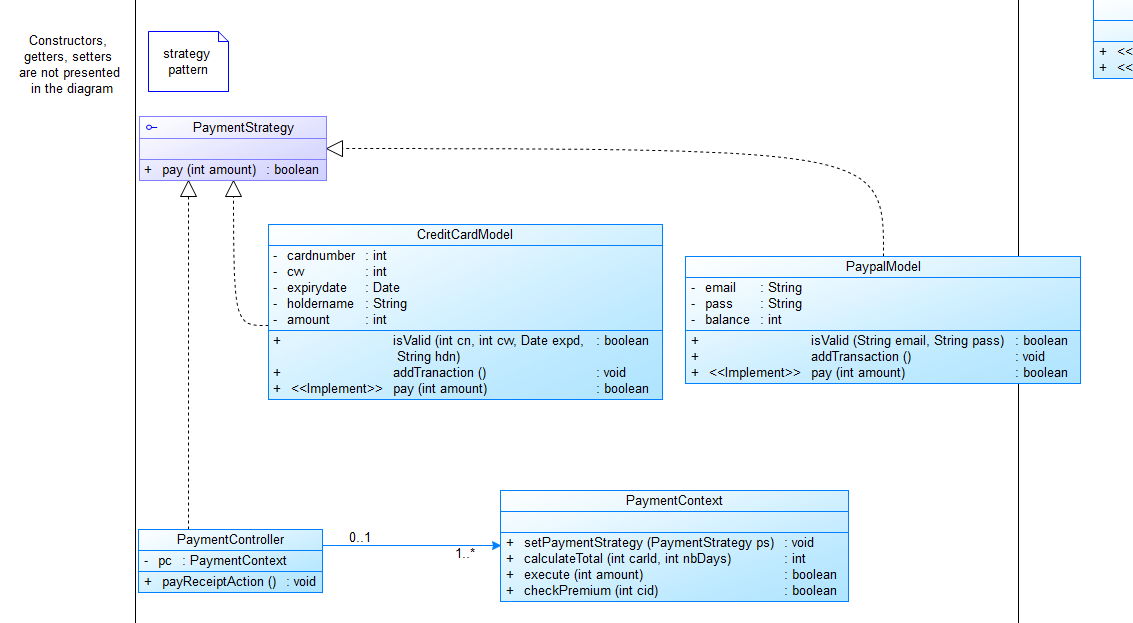 Constructors,
getters, setters
are not presented
in the diagram
strategy
pattern
PaymentStrategy
+ pay (int amount) : boolean
CreditCardModel
- cardnumber : int
- cvv : int
- expirydate : Date
- holdername : String
- amount : int
+ isValid (int cn, int cvv, Date expd, : boolean
String hdn)
+ addTranaction () : void
+ <<Implement>> pay (int amount) : boolean
PaypalModel
- email : String
- pass : String
- balance : int
+ isValid (String email, String pass) : boolean
+ addTransaction () : void
+ <<Implement>> pay (int amount) : boolean
PaymentController
- pc : PaymentContext
+ payReceiptAction () : void
0..1
1..*
PaymentContext
+ setPaymentStrategy (PaymentStrategy ps) : void
+ calculateTotal (int carId, int nbDays) : int
+ execute (int amount) : boolean
+ checkPremium (int cid) : boolean
+ <<
+ <<